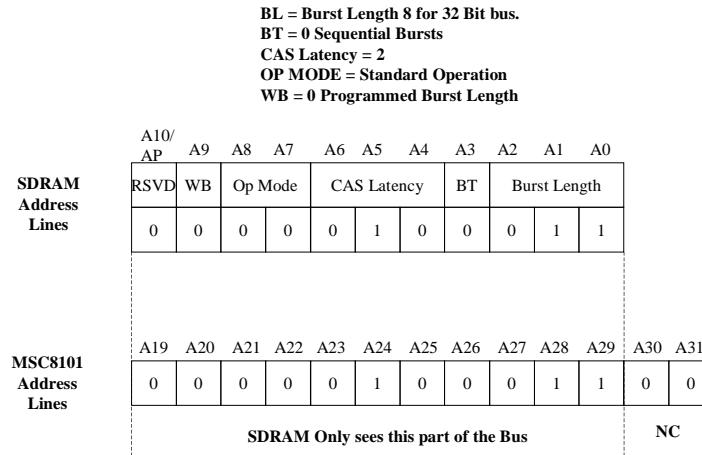 BL = Burst Length 8 for 32 Bit bus.
BT = 0 Sequential Bursts
CAS Latency = 2
OP MODE = Standard Operation
WB = 0 Programmed Burst Length
A10/
AP A9 A8 A7 A6 A5 A4 A3 A2 A1 A0
SDRAM
Address
Lines
RSVD WB Op Mode CAS Latency BT Burst Length
0 0 0 0 0 1 0 0 0 1 1
A19 A20 A21 A22 A23 A24 A25 A26 A27 A28 A29 A30 A31
MSC8101
Address
Lines
0 0 0 0 0 1 0 0 0 1 1 0 0
SDRAM Only sees this part of the Bus NC